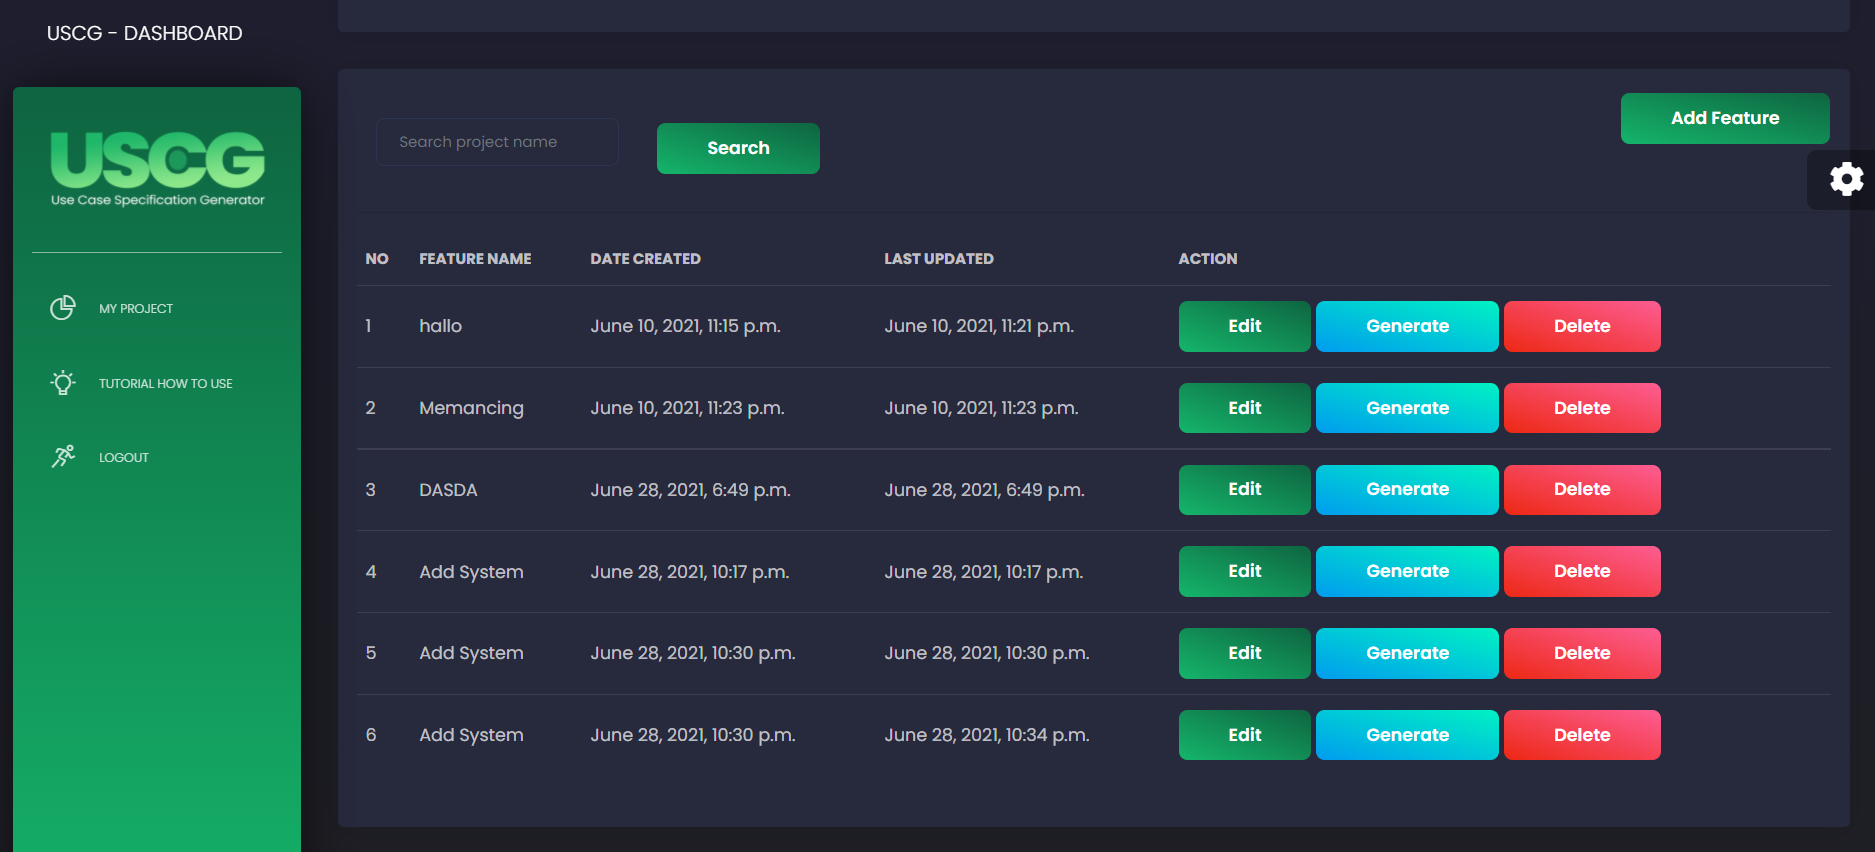 USCG - DASHBOARD
USCG
Use Case Specification Generator
MY PROJECT
TUTORIAL HOW TO USE
LOGOUT
Search project name
Search
Add Feature
NO FEATURE NAME DATE CREATED LAST UPDATED ACTION
1 hallo June 10, 2021, 11:15 p.m. June 10, 2021, 11:21 p.m. Edit Generate Delete
2 Memancing June 10, 2021, 11:23 p.m. June 10, 2021, 11:23 p.m. Edit Generate Delete
3 DASDA June 28, 2021, 6:49 p.m. June 28, 2021, 6:49 p.m. Edit Generate Delete
4 Add System June 28, 2021, 10:17 p.m. June 28, 2021, 10:17 p.m. Edit Generate Delete
5 Add System June 28, 2021, 10:30 p.m. June 28, 2021, 10:30 p.m. Edit Generate Delete
6 Add System June 28, 2021, 10:30 p.m. June 28, 2021, 10:34 p.m. Edit Generate Delete